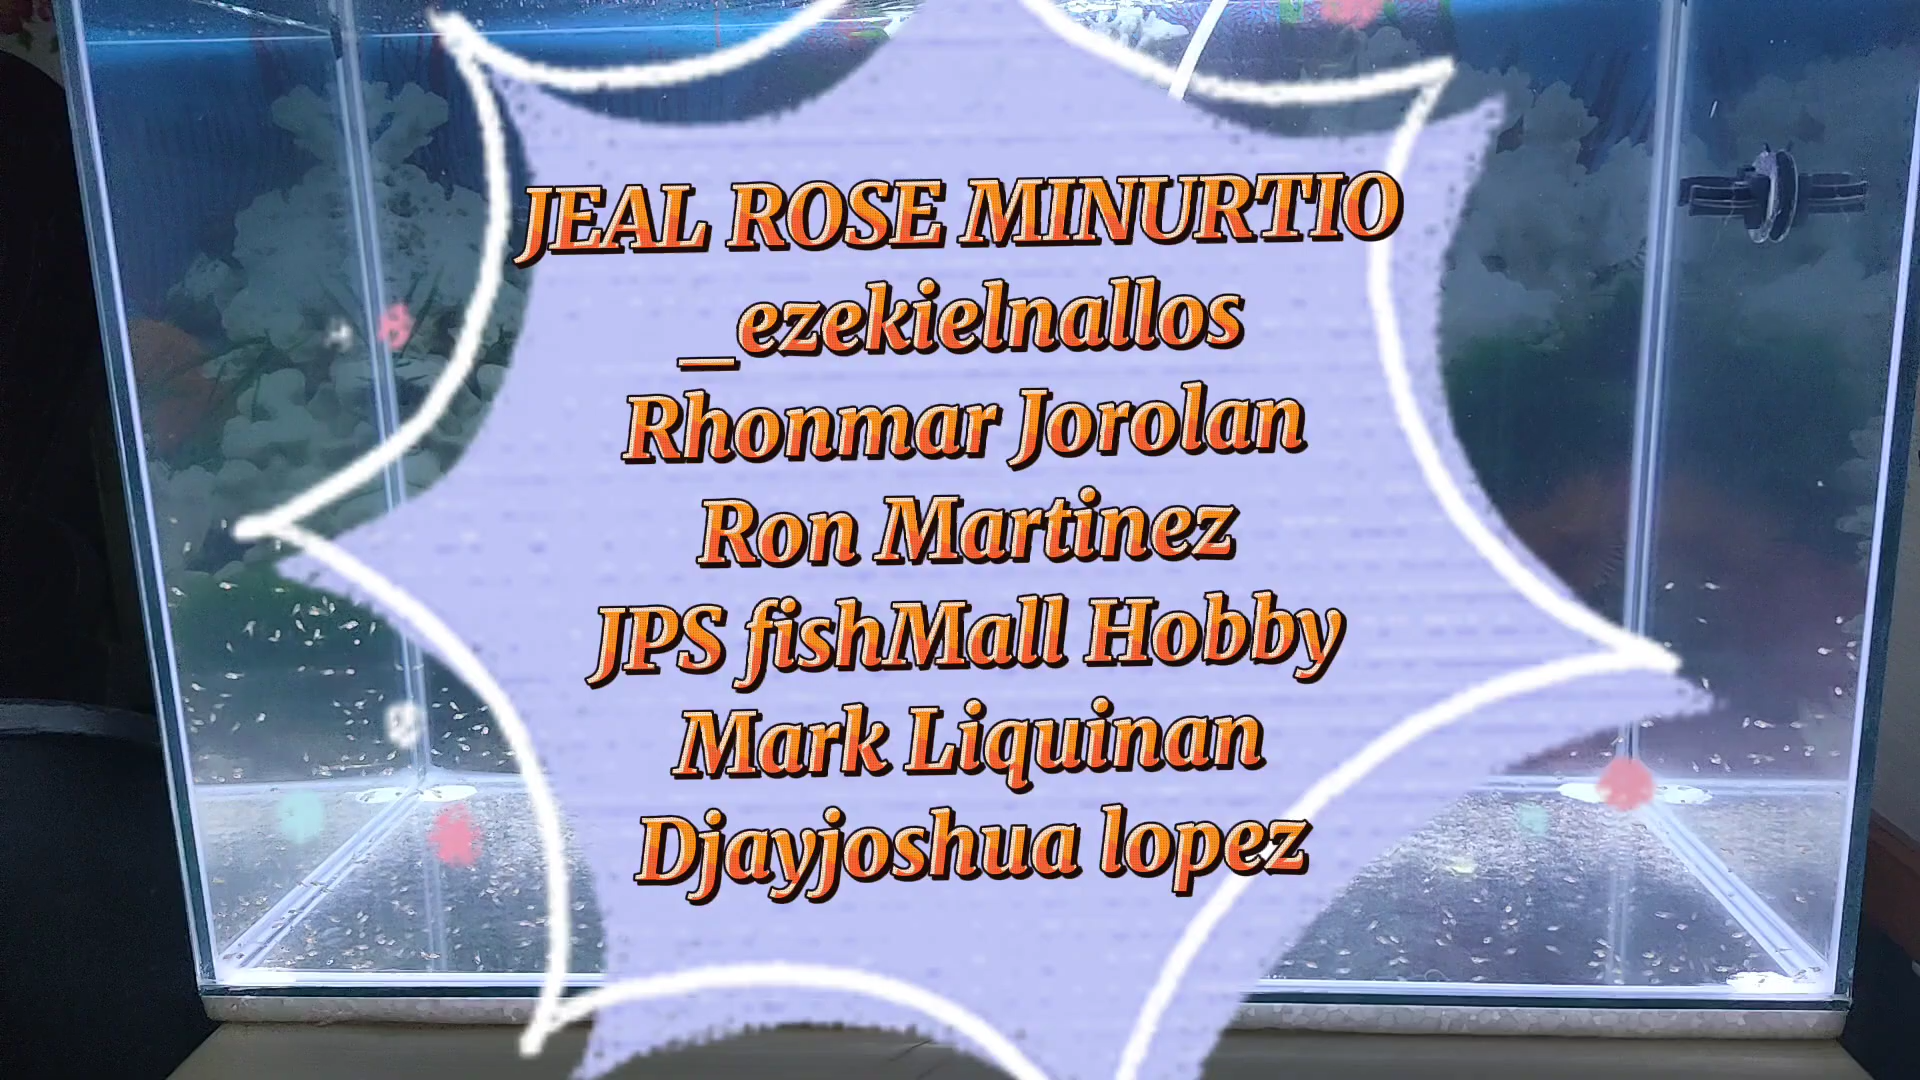 JEAL ROSE MINURTIO
_ezekielnallos
Rhonmar Jorolan
Ron Martinez
JPS fishMall Hobby
Mark Liquinan
Djayjoshua lopez